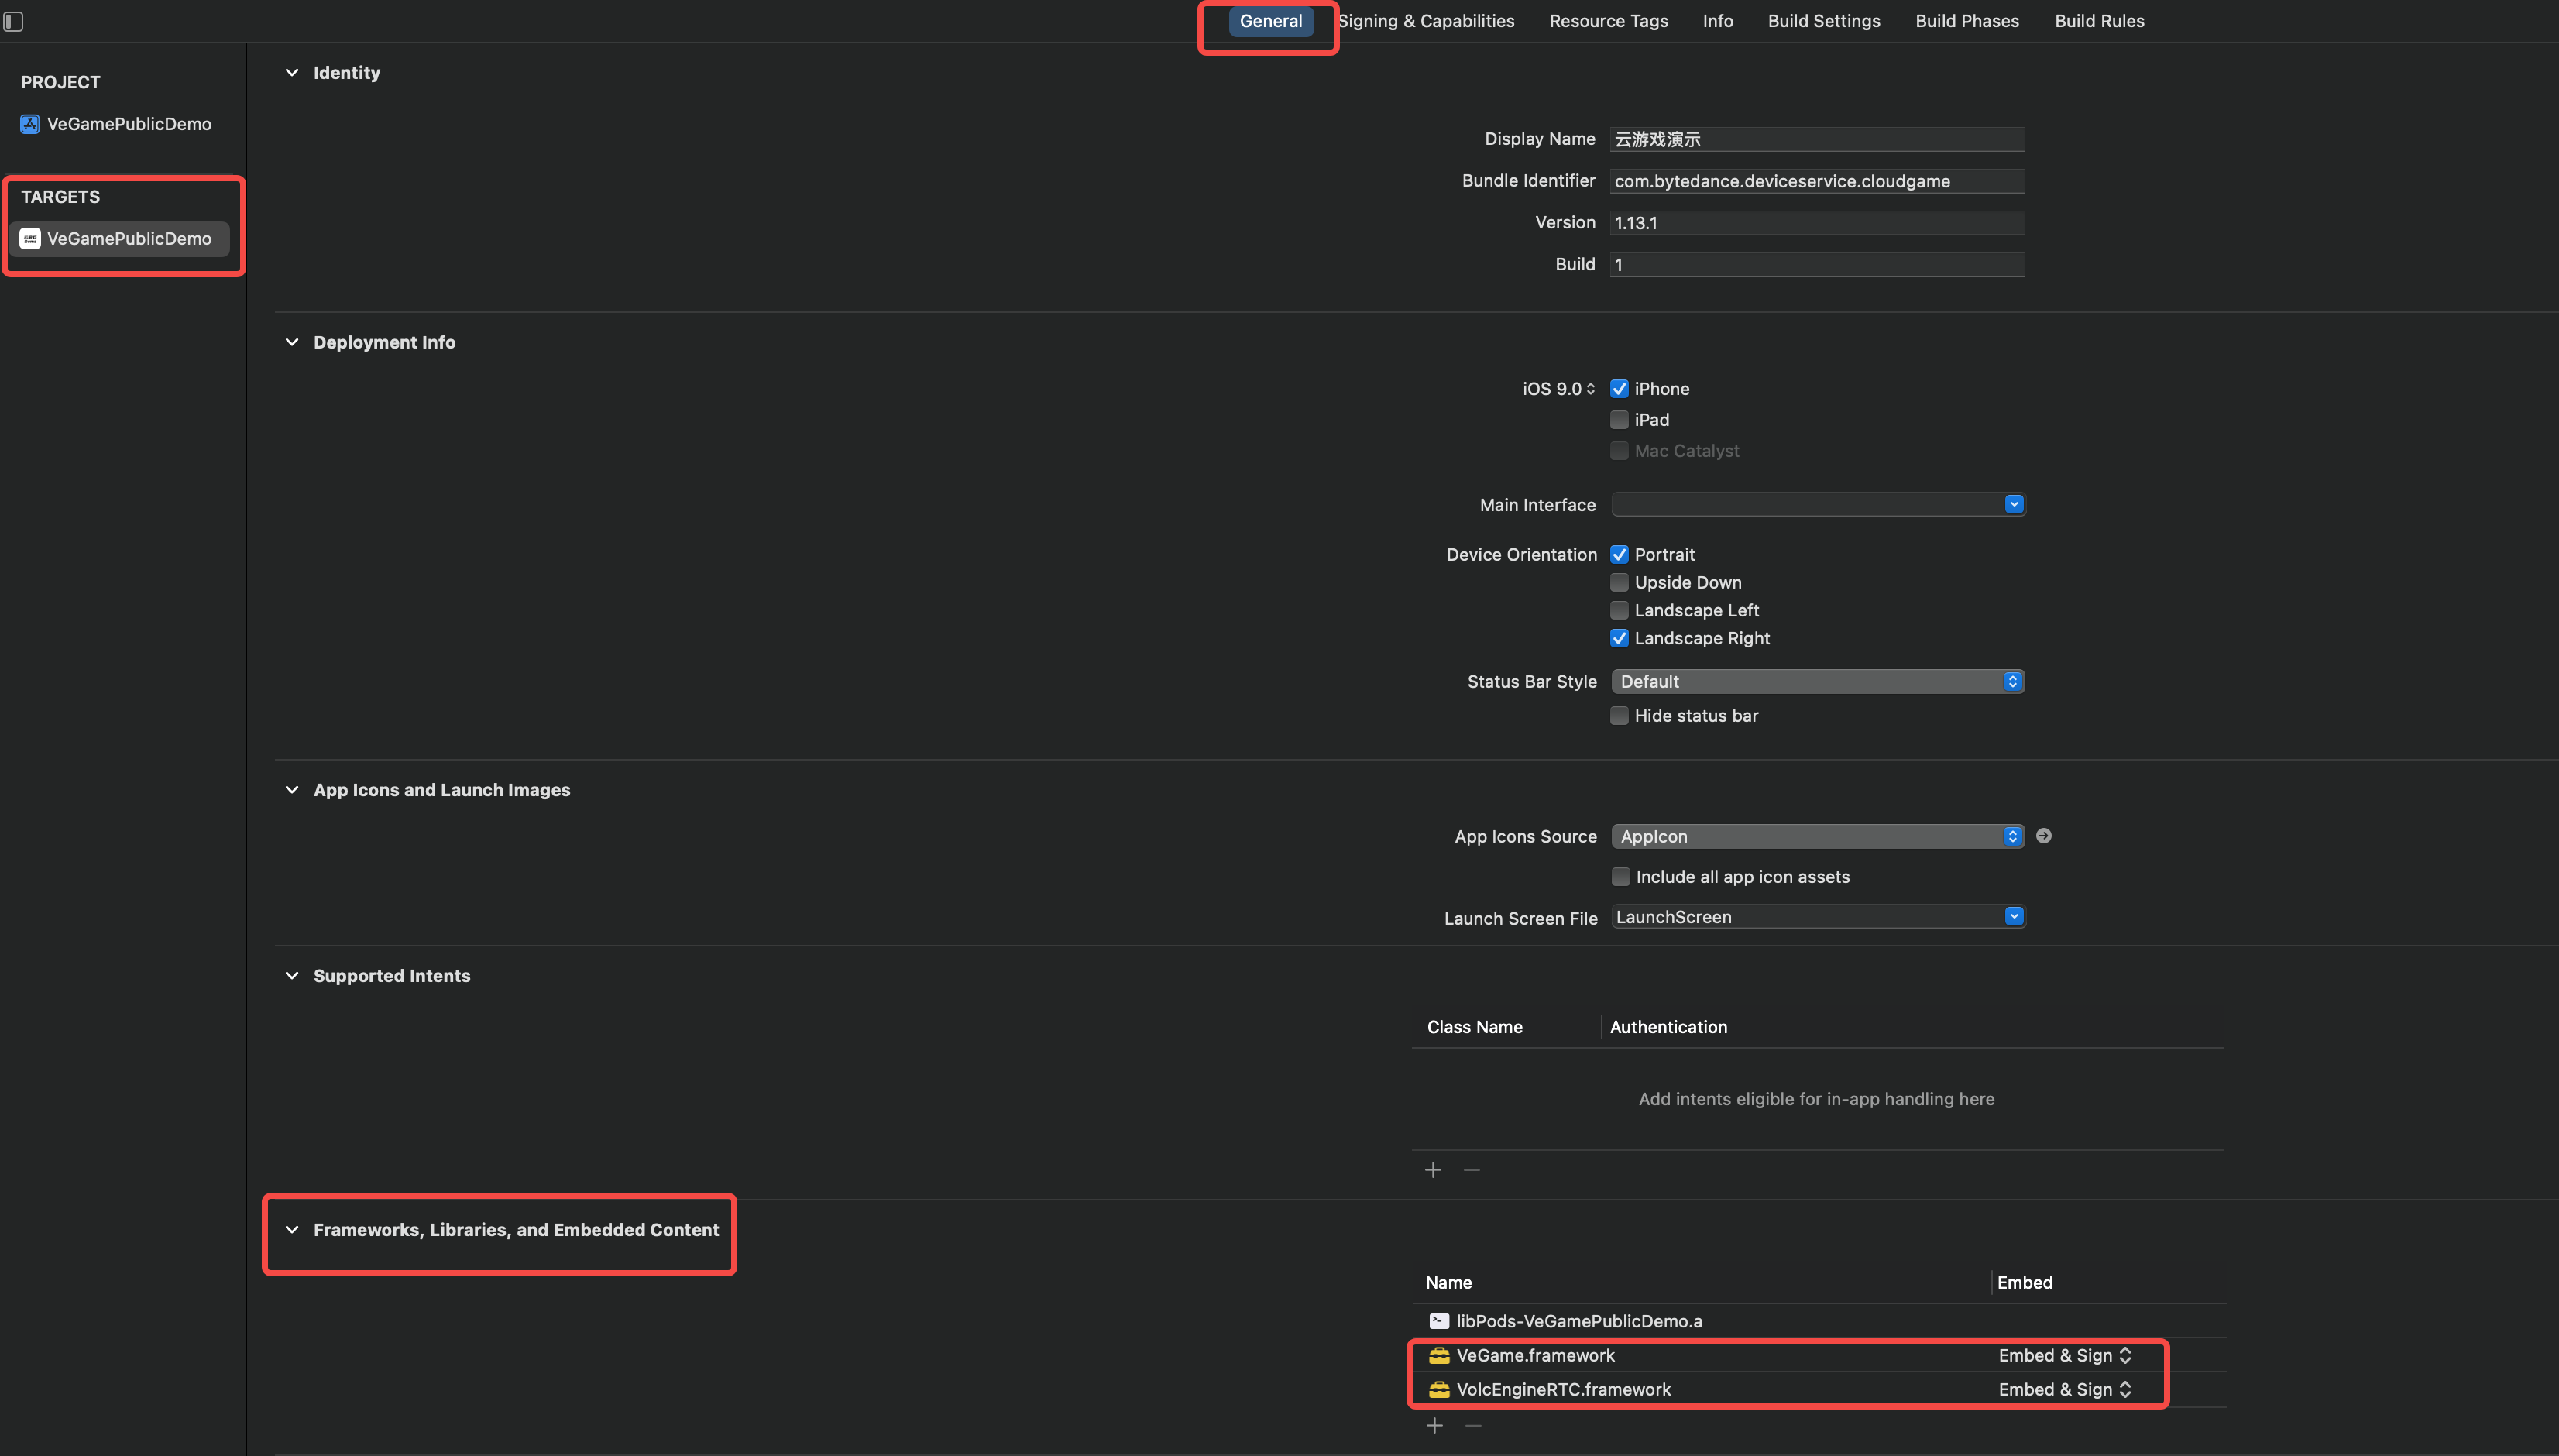 General
Signing & Capabilities
Resource Tags
Info
Build Settings
Build Phases
Build Rules
PROJECT
VeGamePublicDemo
TARGETS
VeGamePublicDemo
Identity
Display Name 云游戏演示
Bundle Identifier com.bytedance.deviceservice.cloudgame
Version 1.13.1
Build 1
Deployment Info
iOS 9.0 iPhone
iPad
Mac Catalyst
Main Interface
Device Orientation Portrait
Upside Down
Landscape Left
Landscape Right
Status Bar Style Default
Hide status bar
App Icons and Launch Images
App Icons Source AppIcon
Include all app icon assets
Launch Screen File LaunchScreen
Supported Intents
Class Name Authentication
Add intents eligible for in-app handling here
Frameworks, Libraries, and Embedded Content
Name Embed
libPods-VeGamePublicDemo.a
VeGame.framework Embed & Sign
VolcEngineRTC.framework Embed & Sign